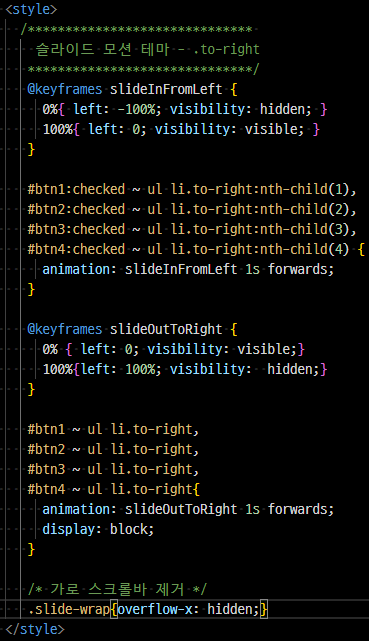 <style>
/******************************
슬라이드 모션 테마 - .to-right
******************************/
@keyframes slideInFromLeft {
0%{ left: -100%; visibility: hidden; }
100%{ left: 0; visibility: visible; }
}
#btn1:checked ~ ul li.to-right:nth-child(1),
#btn2:checked ~ ul li.to-right:nth-child(2),
#btn3:checked ~ ul li.to-right:nth-child(3),
#btn4:checked ~ ul li.to-right:nth-child(4) {
animation: slideInFromLeft 1s forwards;
}
@keyframes slideOutToRight {
0% { left: 0; visibility: visible;}
100%{left: 100%; visibility:  hidden;}
}
#btn1 ~ ul li.to-right,
#btn2 ~ ul li.to-right,
#btn3 ~ ul li.to-right,
#btn4 ~ ul li.to-right{
animation: slideOutToRight 1s forwards;
display: block;
}
/* 가로 스크롤바 제거 */
.slide-wrap{overflow-x: hidden;}
</style>